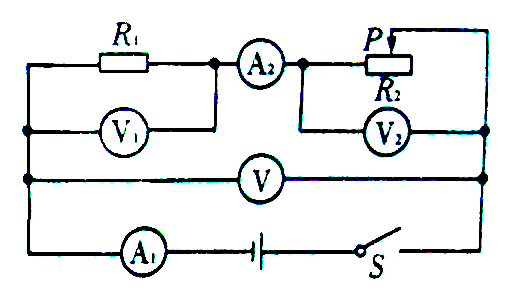 R₁
A₂
P
R₂
V₁
V₂
V
A₁
S